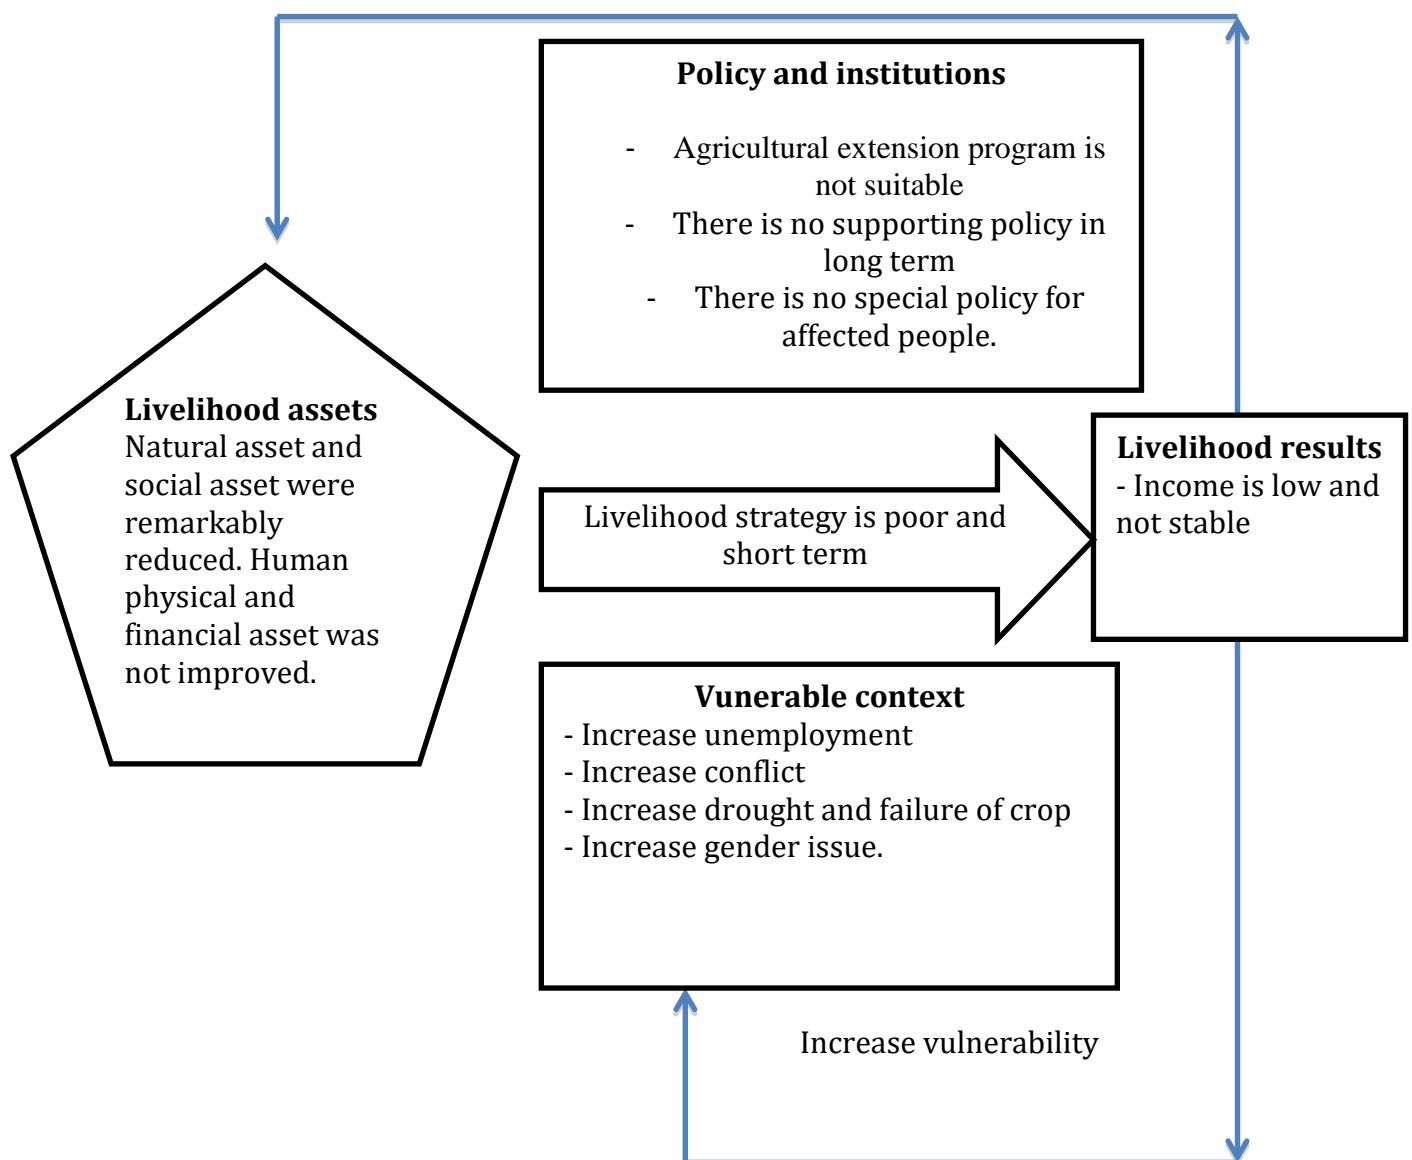 Policy and institutions
- Agricultural extension program is
not suitable
- There is no supporting policy in
long term
- There is no special policy for
affected people.
Livelihood assets
Natural asset and
social asset were
remarkably
reduced. Human
physical and
financial asset was
not improved.
Livelihood strategy is poor and
short term
Livelihood results
- Income is low and
not stable
Vunerable context
- Increase unemployment
- Increase conflict
- Increase drought and failure of crop
- Increase gender issue.
Increase vulnerability